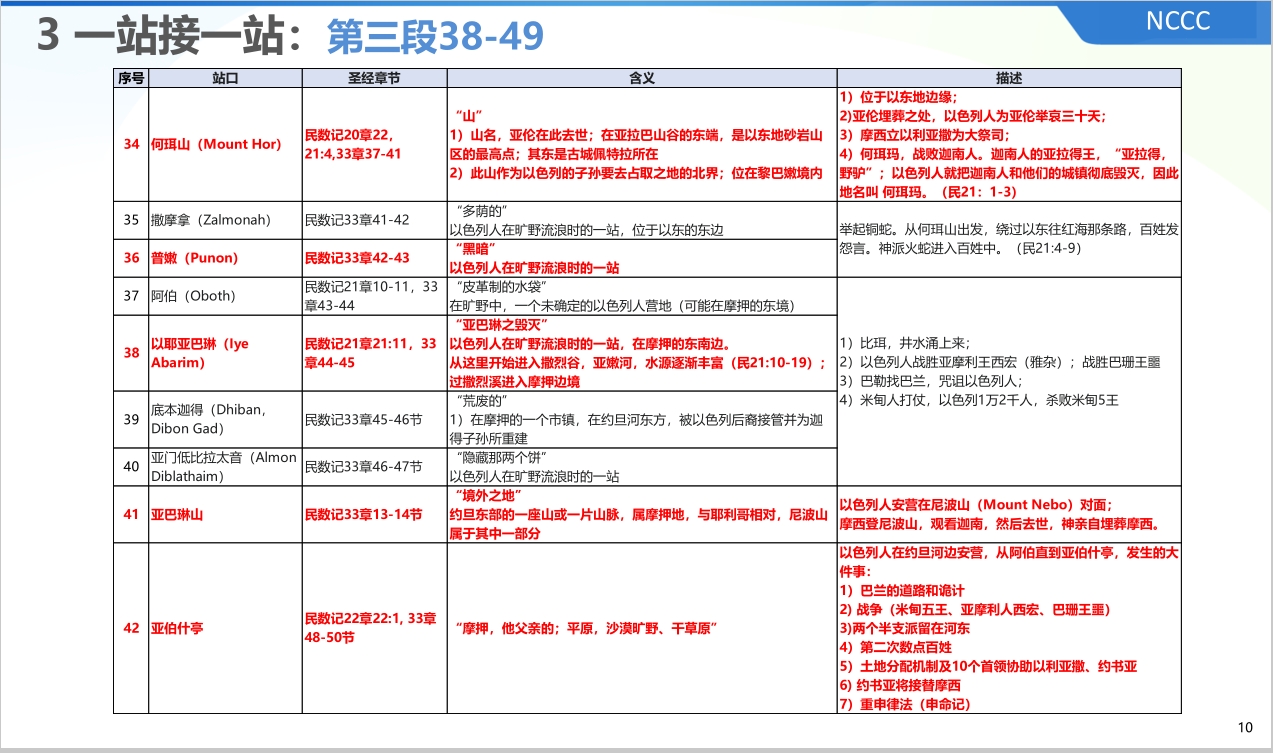 NCCC
3 一站接一站：第三段38-49
序号 站口 圣经章节 含义 描述
34
何珥山（Mount Hor）
民数记20章22,
21:4,33章37-41
“山”
1）山名，亚伦在此去世；在亚拉巴山谷的东端，是以东地砂岩山
区的最高点；其东是古城佩特拉所在
2）此山作为以色列的子孙要去占取之地的北界；位在黎巴嫩境内
1）位于以东地边缘；
2)亚伦埋葬之处，以色列人为亚伦举哀三十天；
3）摩西立以利亚撒为大祭司；
4）何珥玛，战败迦南人。迦南人的亚拉得王，“亚拉得，
野驴”；以色列人就把迦南人和他们的城镇彻底毁灭，因此
地名叫 何珥玛。（民21：1-3）
35
撒摩拿（Zalmonah）
民数记33章41-42
“多荫的”
以色列人在旷野流浪时的一站，位于以东的东边
举起铜蛇。从何珥山出发，绕过以东往红海那条路，百姓发
怨言。神派火蛇进入百姓中。（民21:4-9）
36
普嫩（Punon）
民数记33章42-43
“黑暗”
以色列人在旷野流浪时的一站
37
阿伯（Oboth）
民数记21章10-11，33
章43-44
“皮革制的水袋”
在旷野中，一个未确定的以色列人营地（可能在摩押的东境）
1）比珥，井水涌上来；
2）以色列人战胜亚摩利王西宏（雅杂）；战胜巴珊王噩
3）巴勒找巴兰，咒诅以色列人；
4）米甸人打仗，以色列1万2千人，杀败米甸5王
38
以耶亚巴琳（Iye
Abarim）
民数记21章21:11，33
章44-45
“亚巴琳之毁灭”
以色列人在旷野流浪时的一站，在摩押的东南边。
从这里开始进入撒烈谷，亚嫩河，水源逐渐丰富（民21:10-19）；
过撒烈溪进入摩押边境
39
底本迦得（Dhiban，
Dibon Gad）
民数记33章45-46节
“荒废的”
1）在摩押的一个市镇，在约旦河东方，被以色列后裔接管并为迦
得子孙所重建
40
亚门低比拉太音（Almon
Diblathaim）
民数记33章46-47节
“隐藏那两个饼”
以色列人在旷野流浪时的一站
41
亚巴琳山
民数记33章13-14节
“境外之地”
约旦东部的一座山或一片山脉，属摩押地，与耶利哥相对，尼波山
属于其中一部分
以色列人安营在尼波山（Mount Nebo）对面；
摩西登尼波山，观看迦南，然后去世，神亲自埋葬摩西。
42
亚伯什亭
民数记22章22:1, 33章
48-50节
“摩押，他父亲的；平原，沙漠旷野、干草原”
以色列人在约旦河边安营，从阿伯直到亚伯什亭，发生的大
件事：
1）巴兰的道路和诡计
2) 战争（米甸五王、亚摩利人西宏、巴珊王噩）
3)两个半支派留在河东
4）第二次数点百姓
5）土地分配机制及10个首领协助以利亚撒、约书亚
6) 约书亚将接替摩西
7）重申律法（申命记）
10